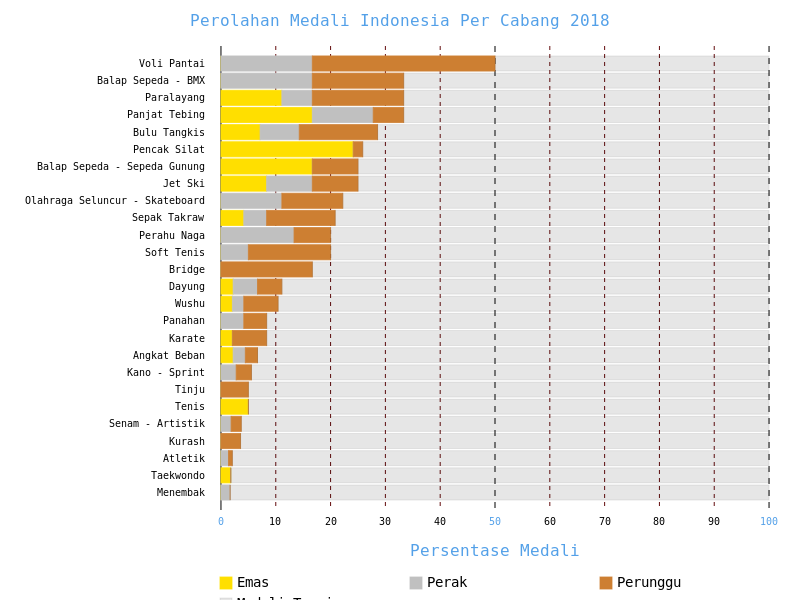 Perolahan Medali Indonesia Per Cabang 2018
Voli Pantai
Balap Sepeda - BMX
Paralayang
Panjat Tebing
Bulu Tangkis
Pencak Silat
Balap Sepeda - Sepeda Gunung
Jet Ski
Olahraga Seluncur - Skateboard
Sepak Takraw
Perahu Naga
Soft Tenis
Bridge
Dayung
Wushu
Panahan
Karate
Angkat Beban
Kano - Sprint
Tinju
Tenis
Senam - Artistik
Kurash
Atletik
Taekwondo
Menembak
0 10 20 30 40 50 60 70 80 90 100
Persentase Medali
Emas Perak Perunggu